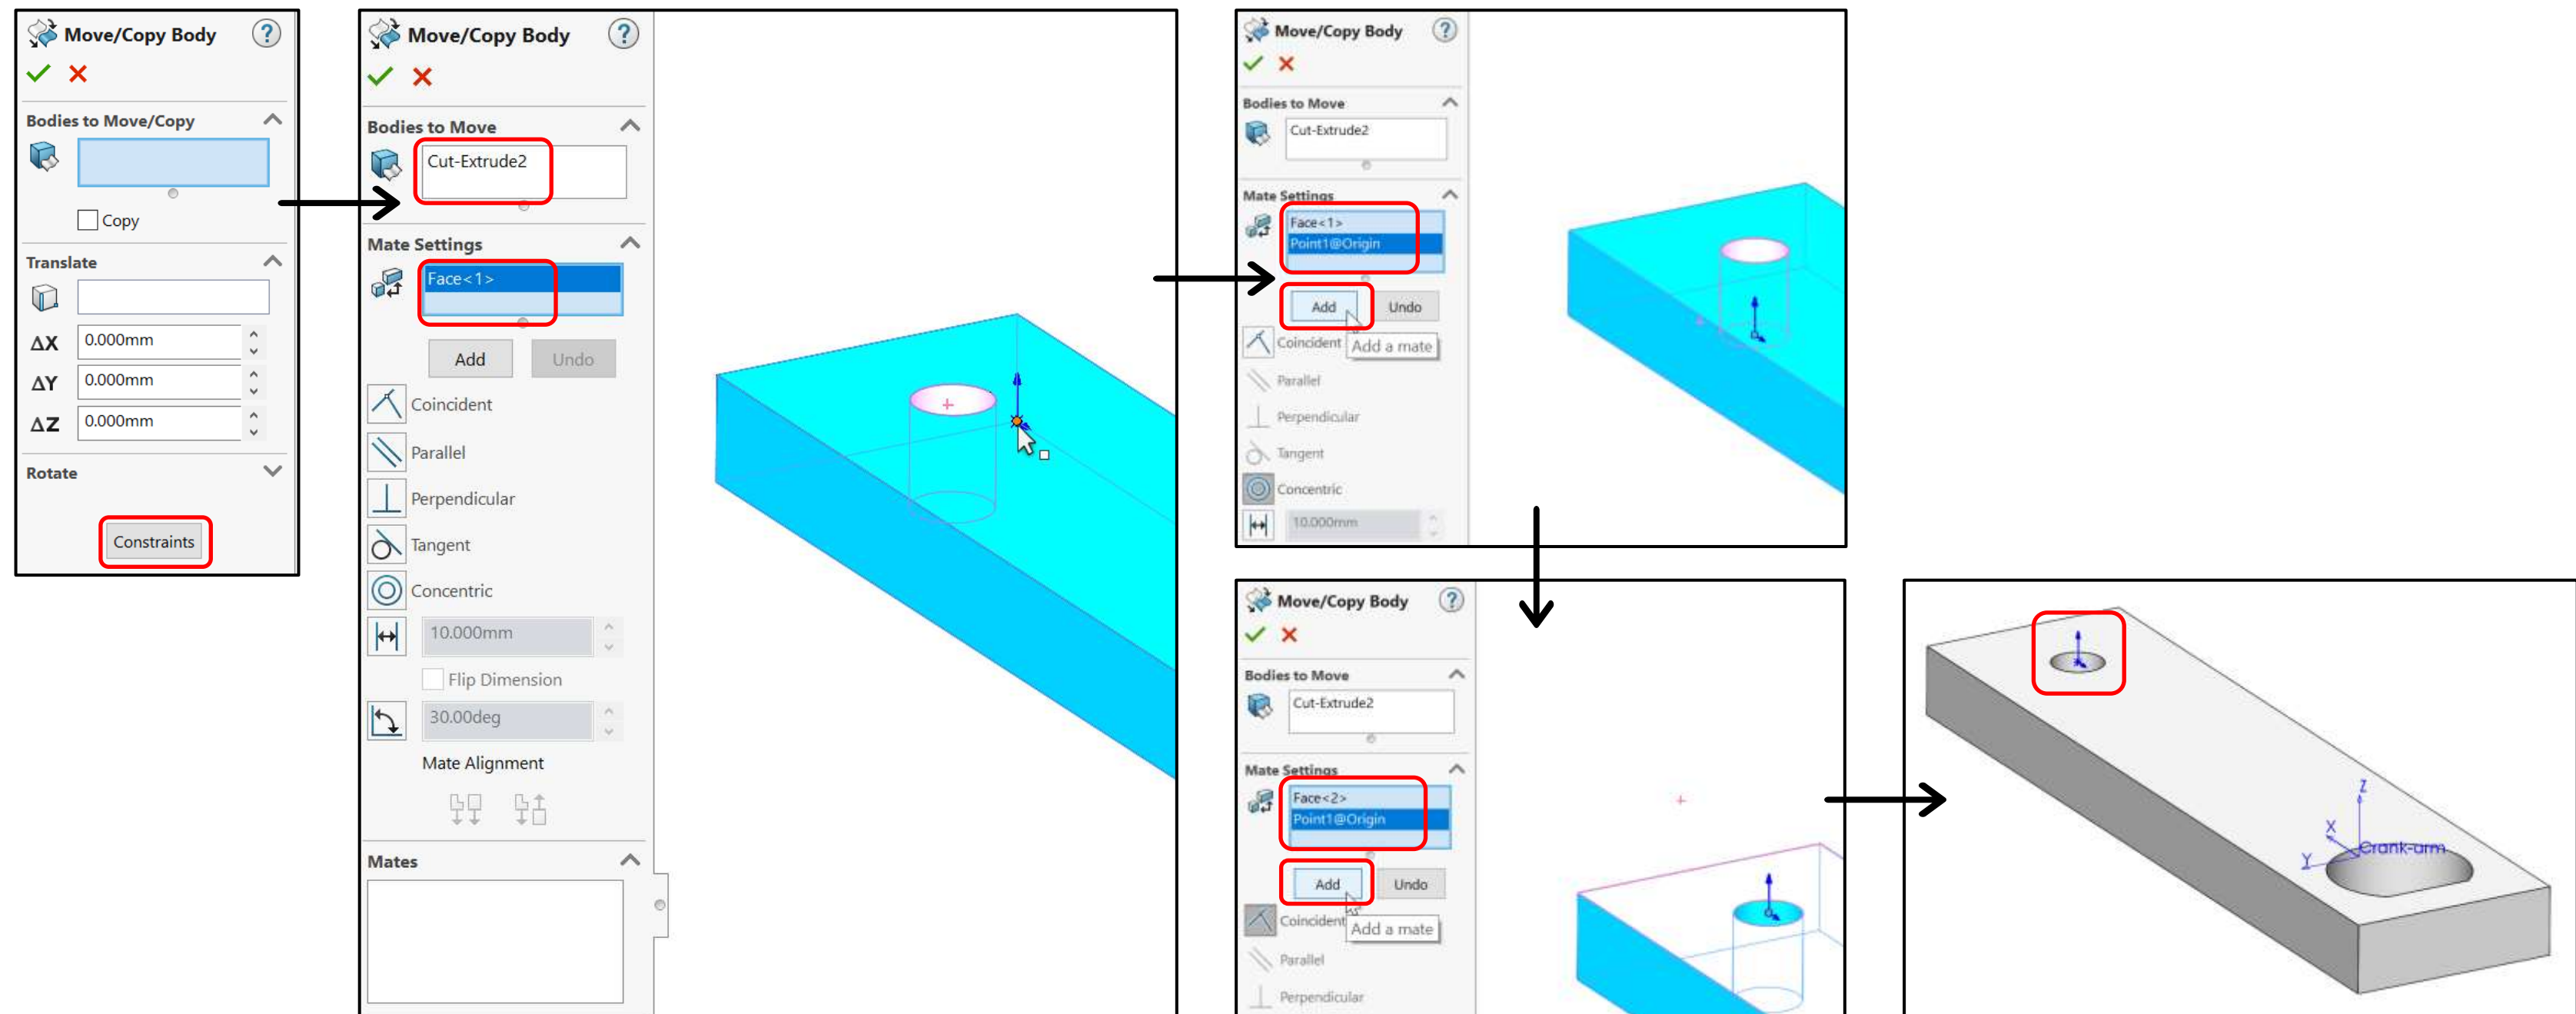 Move/Copy Body
?
Bodies to Move/Copy
Copy
Translate
ΔX 0.000mm
ΔY 0.000mm
ΔZ 0.000mm
Rotate
Constraints
Move/Copy Body
?
Bodies to Move
Cut-Extrude2
Mate Settings
Face<1>
Add Undo
Coincident
Parallel
Perpendicular
Tangent
Concentric
10.000mm
Flip Dimension
30.00deg
Mate Alignment
Mates
Move/Copy Body
?
Bodies to Move
Cut-Extrude2
Mate Settings
Face<1>
Point1@Origin
Add Undo
Coincident Add a mate
Parallel
Perpendicular
Tangent
Concentric
10.000mm
Move/Copy Body
?
Bodies to Move
Cut-Extrude2
Mate Settings
Face<2>
Point1@Origin
Add Undo
Coincident Add a mate
Parallel
Perpendicular
Z
X
Y
Crank-arm